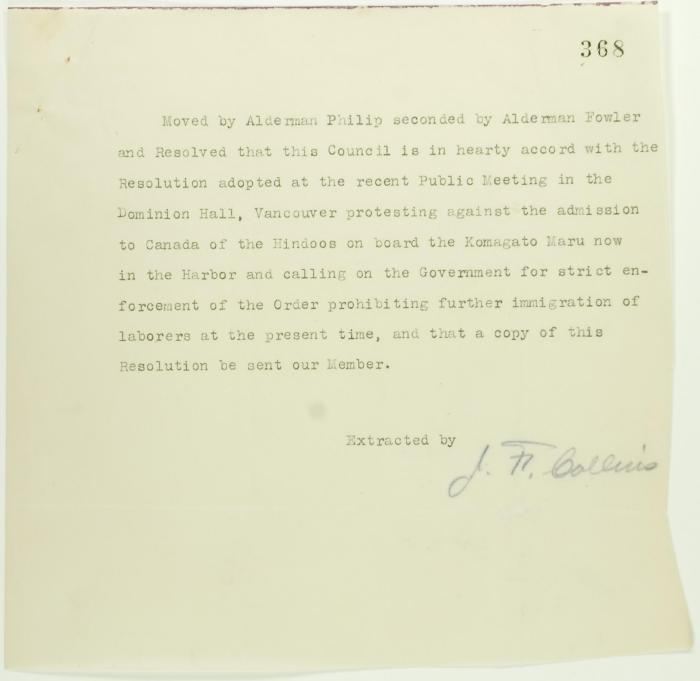 368
Moved by Alderman Philip seconded by Alderman Fowler
and Resolved that this Council is in hearty accord with the
Resolution adopted at the recent Public Meeting in the
Dominion Hall, Vancouver protesting against the admission
to Canada of the Hindoos on board the Komagato Maru now
in the Harbor and calling on the Government for strict en-
forcement of the Order prohibiting further immigration of
laborers at the present time, and that a copy of this
Resolution be sent our Member.
Extracted by
J. F. Collins